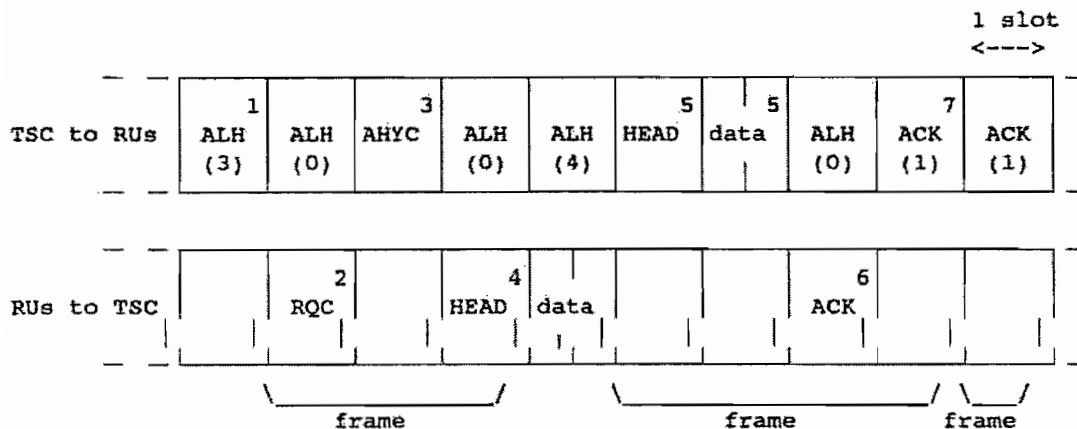 1 slot
<--->
1 3 5 5 7
TSC to RUs ALH ALH AHYC ALH ALH HEAD data ALH ACK ACK
(3) (0) (0) (4) (0) (1) (1)
2 4 6
RUs to TSC RQC HEAD data ACK
frame frame frame